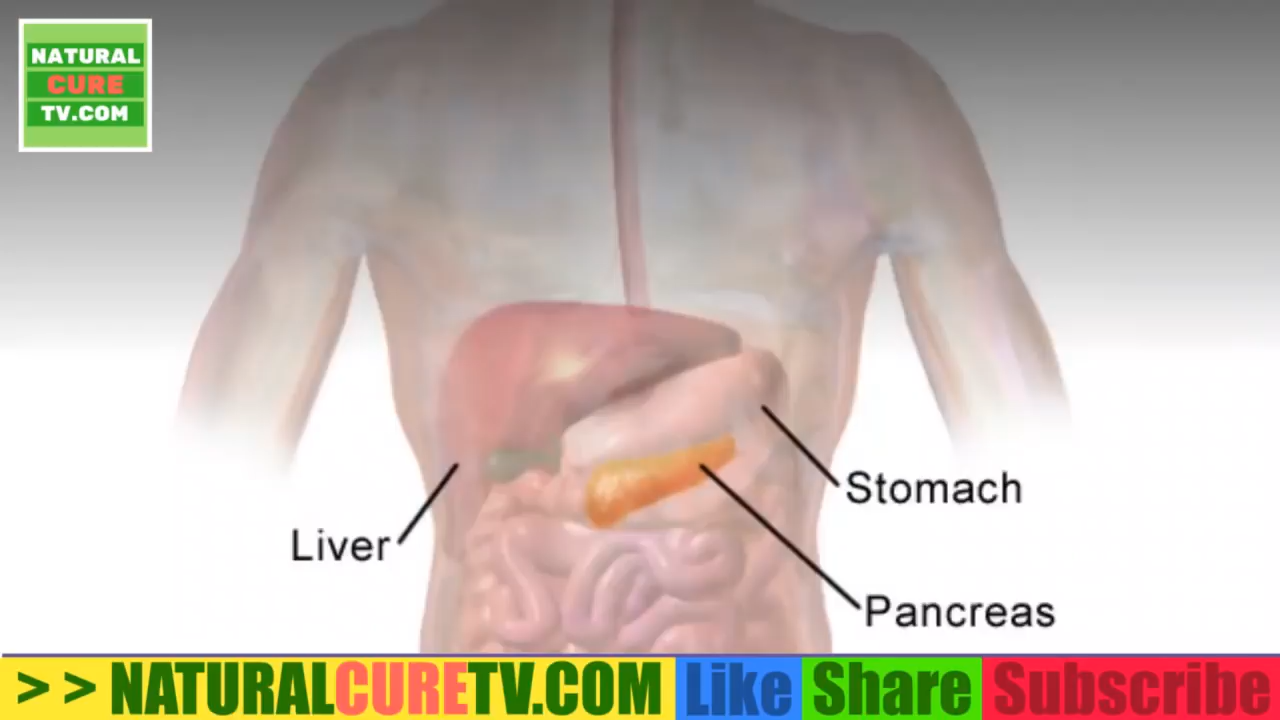 NATURAL
CURE
TV.COM
Stomach
Liver
Pancreas
>> NATURALCURETV.COM Like Share Subscribe